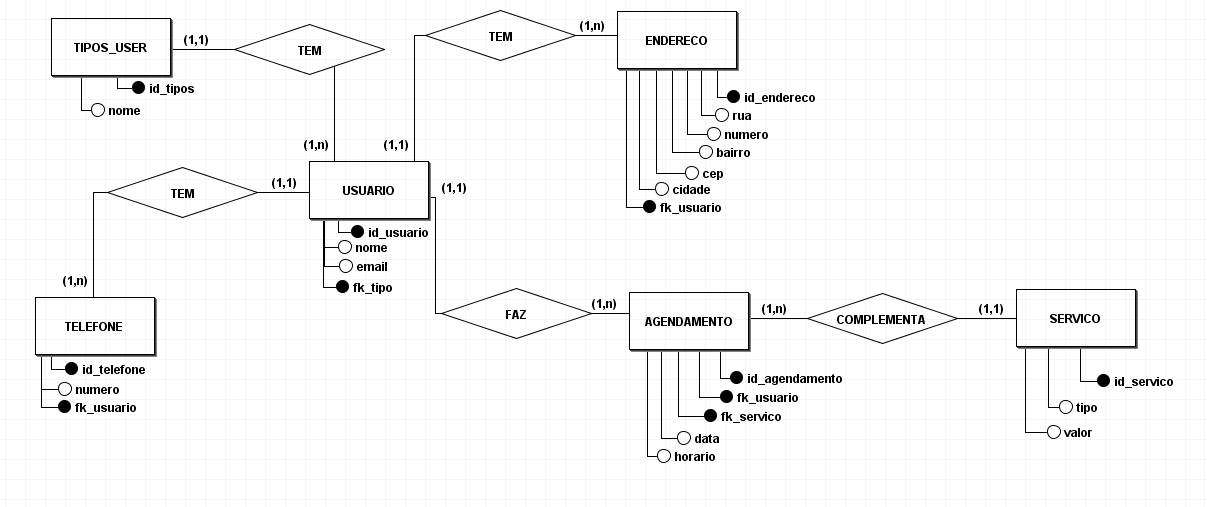 TIPOS_USER
(1,1)
TEM
id_tipos
nome
(1,n)
TEM
(1,n)
ENDERECO
id_endereco
rua
numero
bairro
cep
cidade
fk_usuario
(1,1)
TEM
(1,1)
USUARIO
(1,1)
id_usuario
nome
email
fk_tipo
(1,n)
TELEFONE
id_telefone
numero
fk_usuario
FAZ
(1,n)
AGENDAMENTO
(1,n)
COMPLEMENTA
(1,1)
SERVICO
id_agendamento
fk_usuario
fk_servico
data
horario
id_servico
tipo
valor